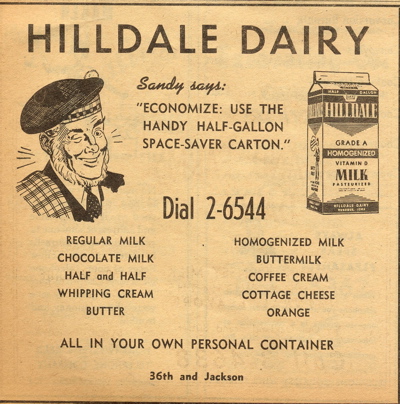 HILLDALE DAIRY
Sandy says:
"ECONOMIZE: USE THE
HANDY HALF-GALLON
SPACE-SAVER CARTON."
HALF GALLON
HILLDALE
GRADE A
HOMOGENIZED
VITAMIN D
MILK
PASTEURIZED
HILLDALE DAIRY
Dial 2-6544
REGULAR MILK
CHOCOLATE MILK
HALF and HALF
WHIPPING CREAM
BUTTER
HOMOGENIZED MILK
BUTTERMILK
COFFEE CREAM
COTTAGE CHEESE
ORANGE
ALL IN YOUR OWN PERSONAL CONTAINER
36th and Jackson